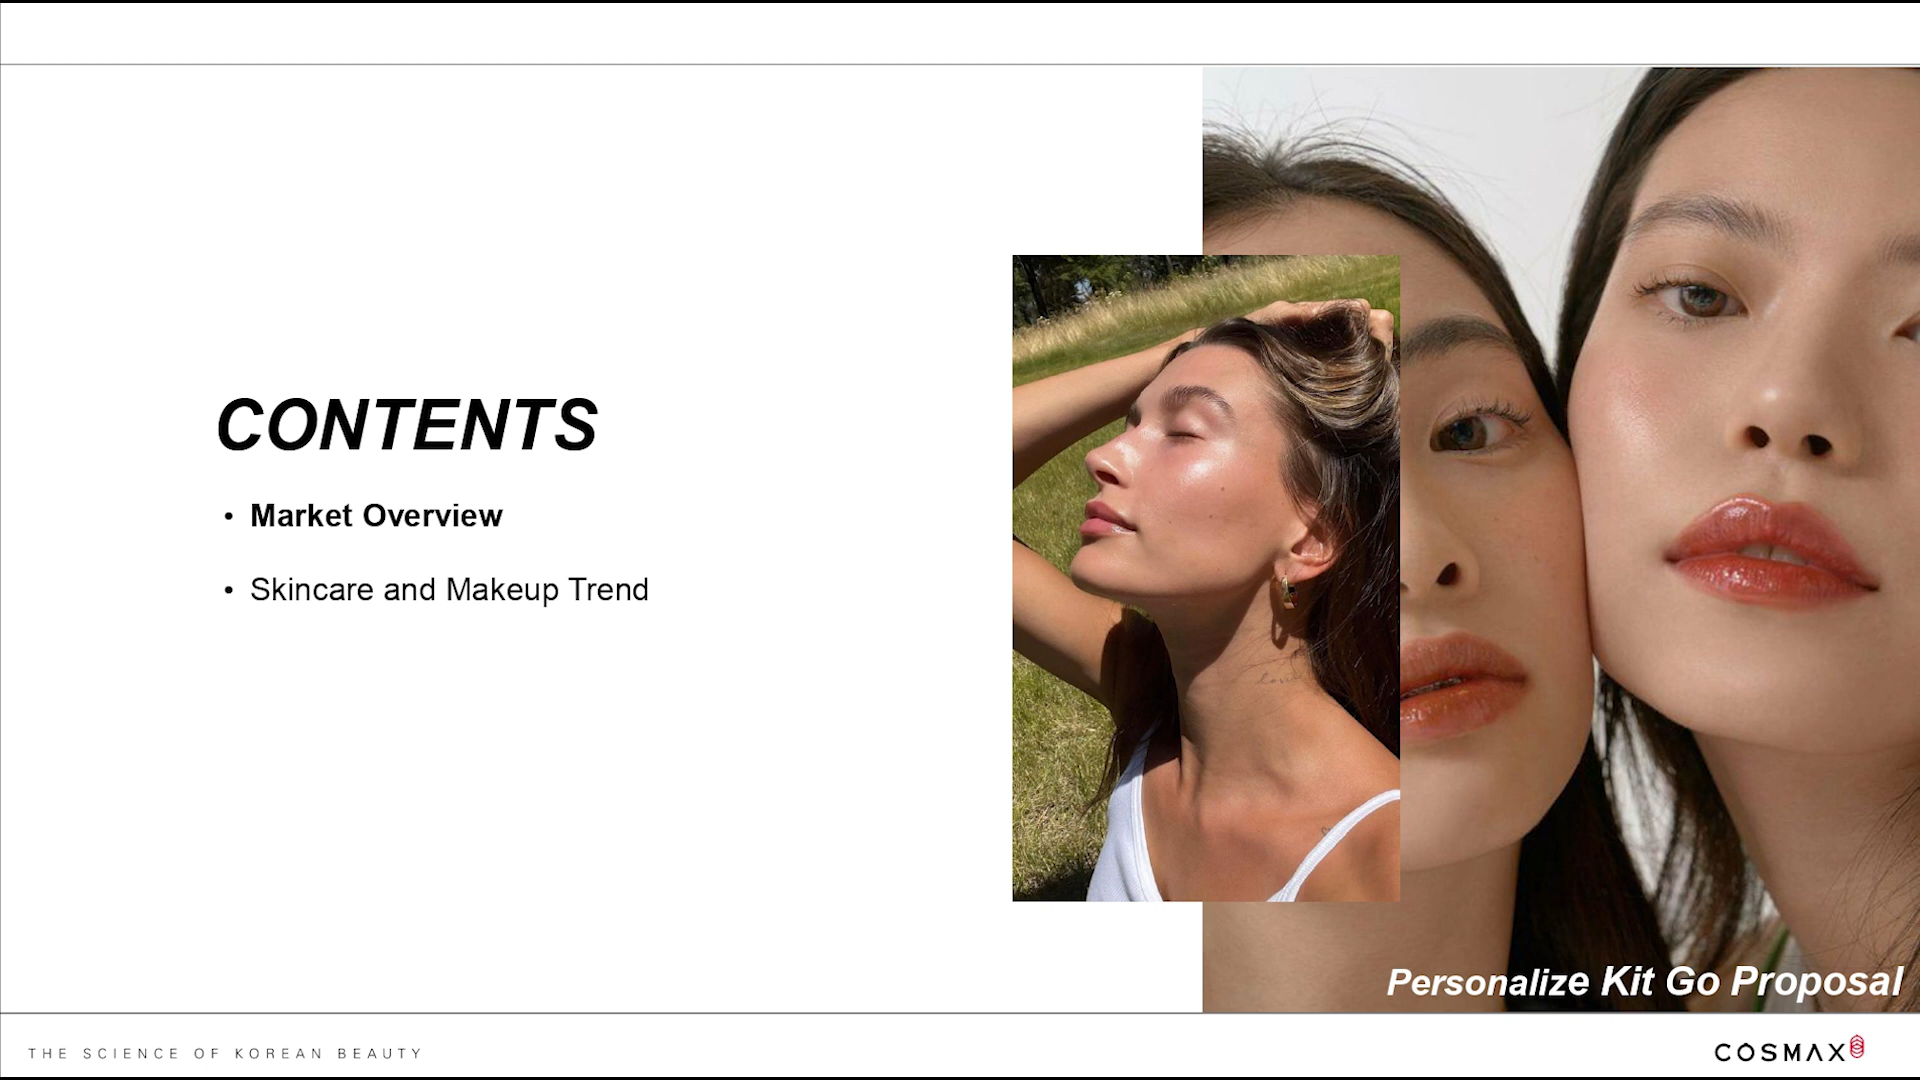 CONTENTS
• Market Overview
• Skincare and Makeup Trend
Personalize Kit Go Proposal
THE SCIENCE OF KOREAN BEAUTY
COSMAX